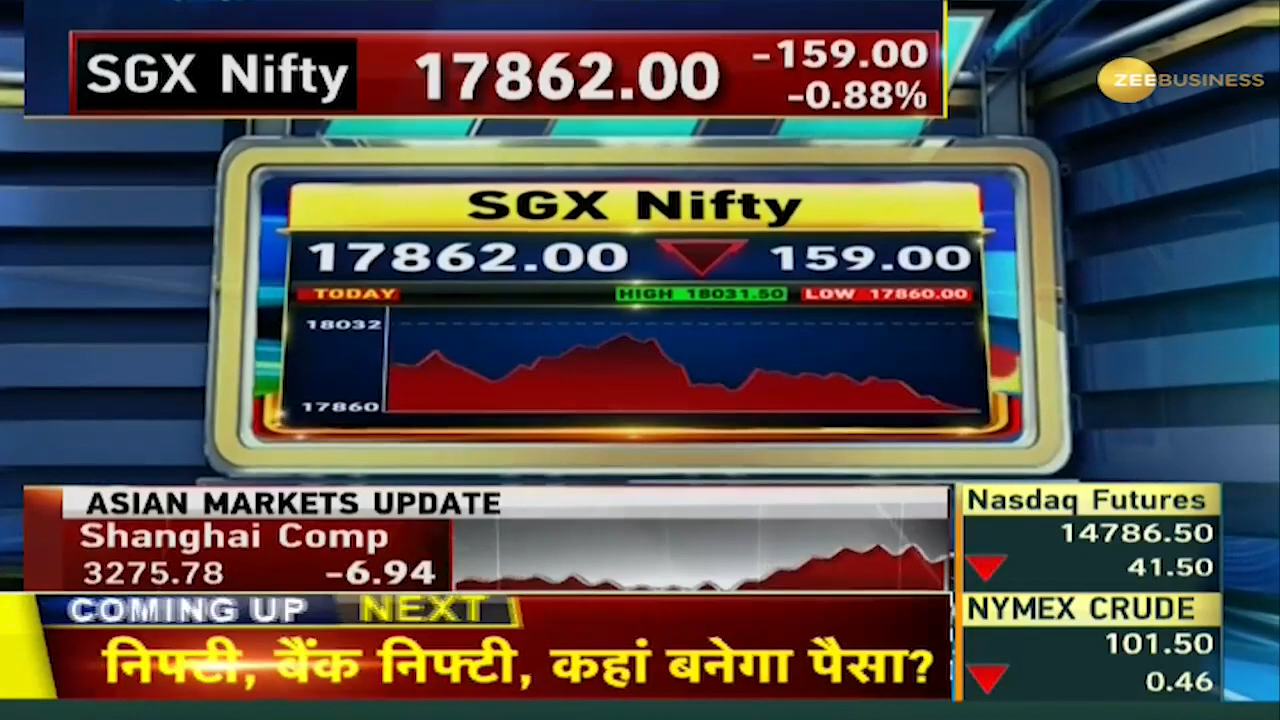 SGX Nifty 17862.00 -159.00
-0.88%
ZEEBUSINESS
SGX Nifty
17862.00 159.00
TODAY HIGH 18031.50 LOW 17860.00
18032
17860
ASIAN MARKETS UPDATE
Shanghai Comp
3275.78 -6.94
Nasdaq Futures
14786.50
41.50
NYMEX CRUDE
101.50
0.46
COMING UP NEXT
निफ्टी, बैंक निफ्टी, कहां बनेगा पैसा?